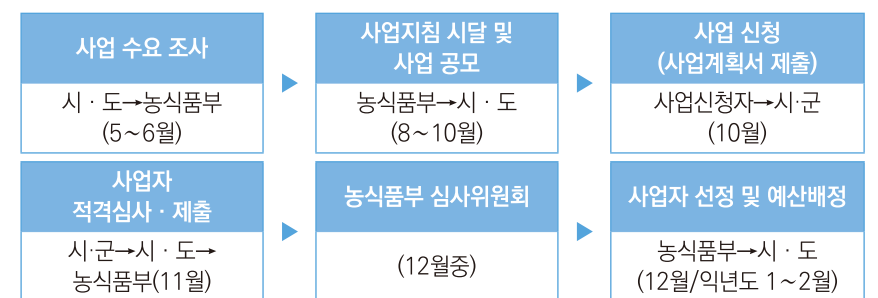 사업 수요 조사
시 · 도→농식품부
(5~6월)
사업지침 시달 및
사업 공모
농식품부→시 · 도
(8~10월)
사업 신청
(사업계획서 제출)
사업신청자→시·군
(10월)
사업자
적격심사 · 제출
시·군→시 · 도→
농식품부(11월)
농식품부 심사위원회
(12월중)
사업자 선정 및 예산배정
농식품부→시 · 도
(12월/익년도 1~2월)